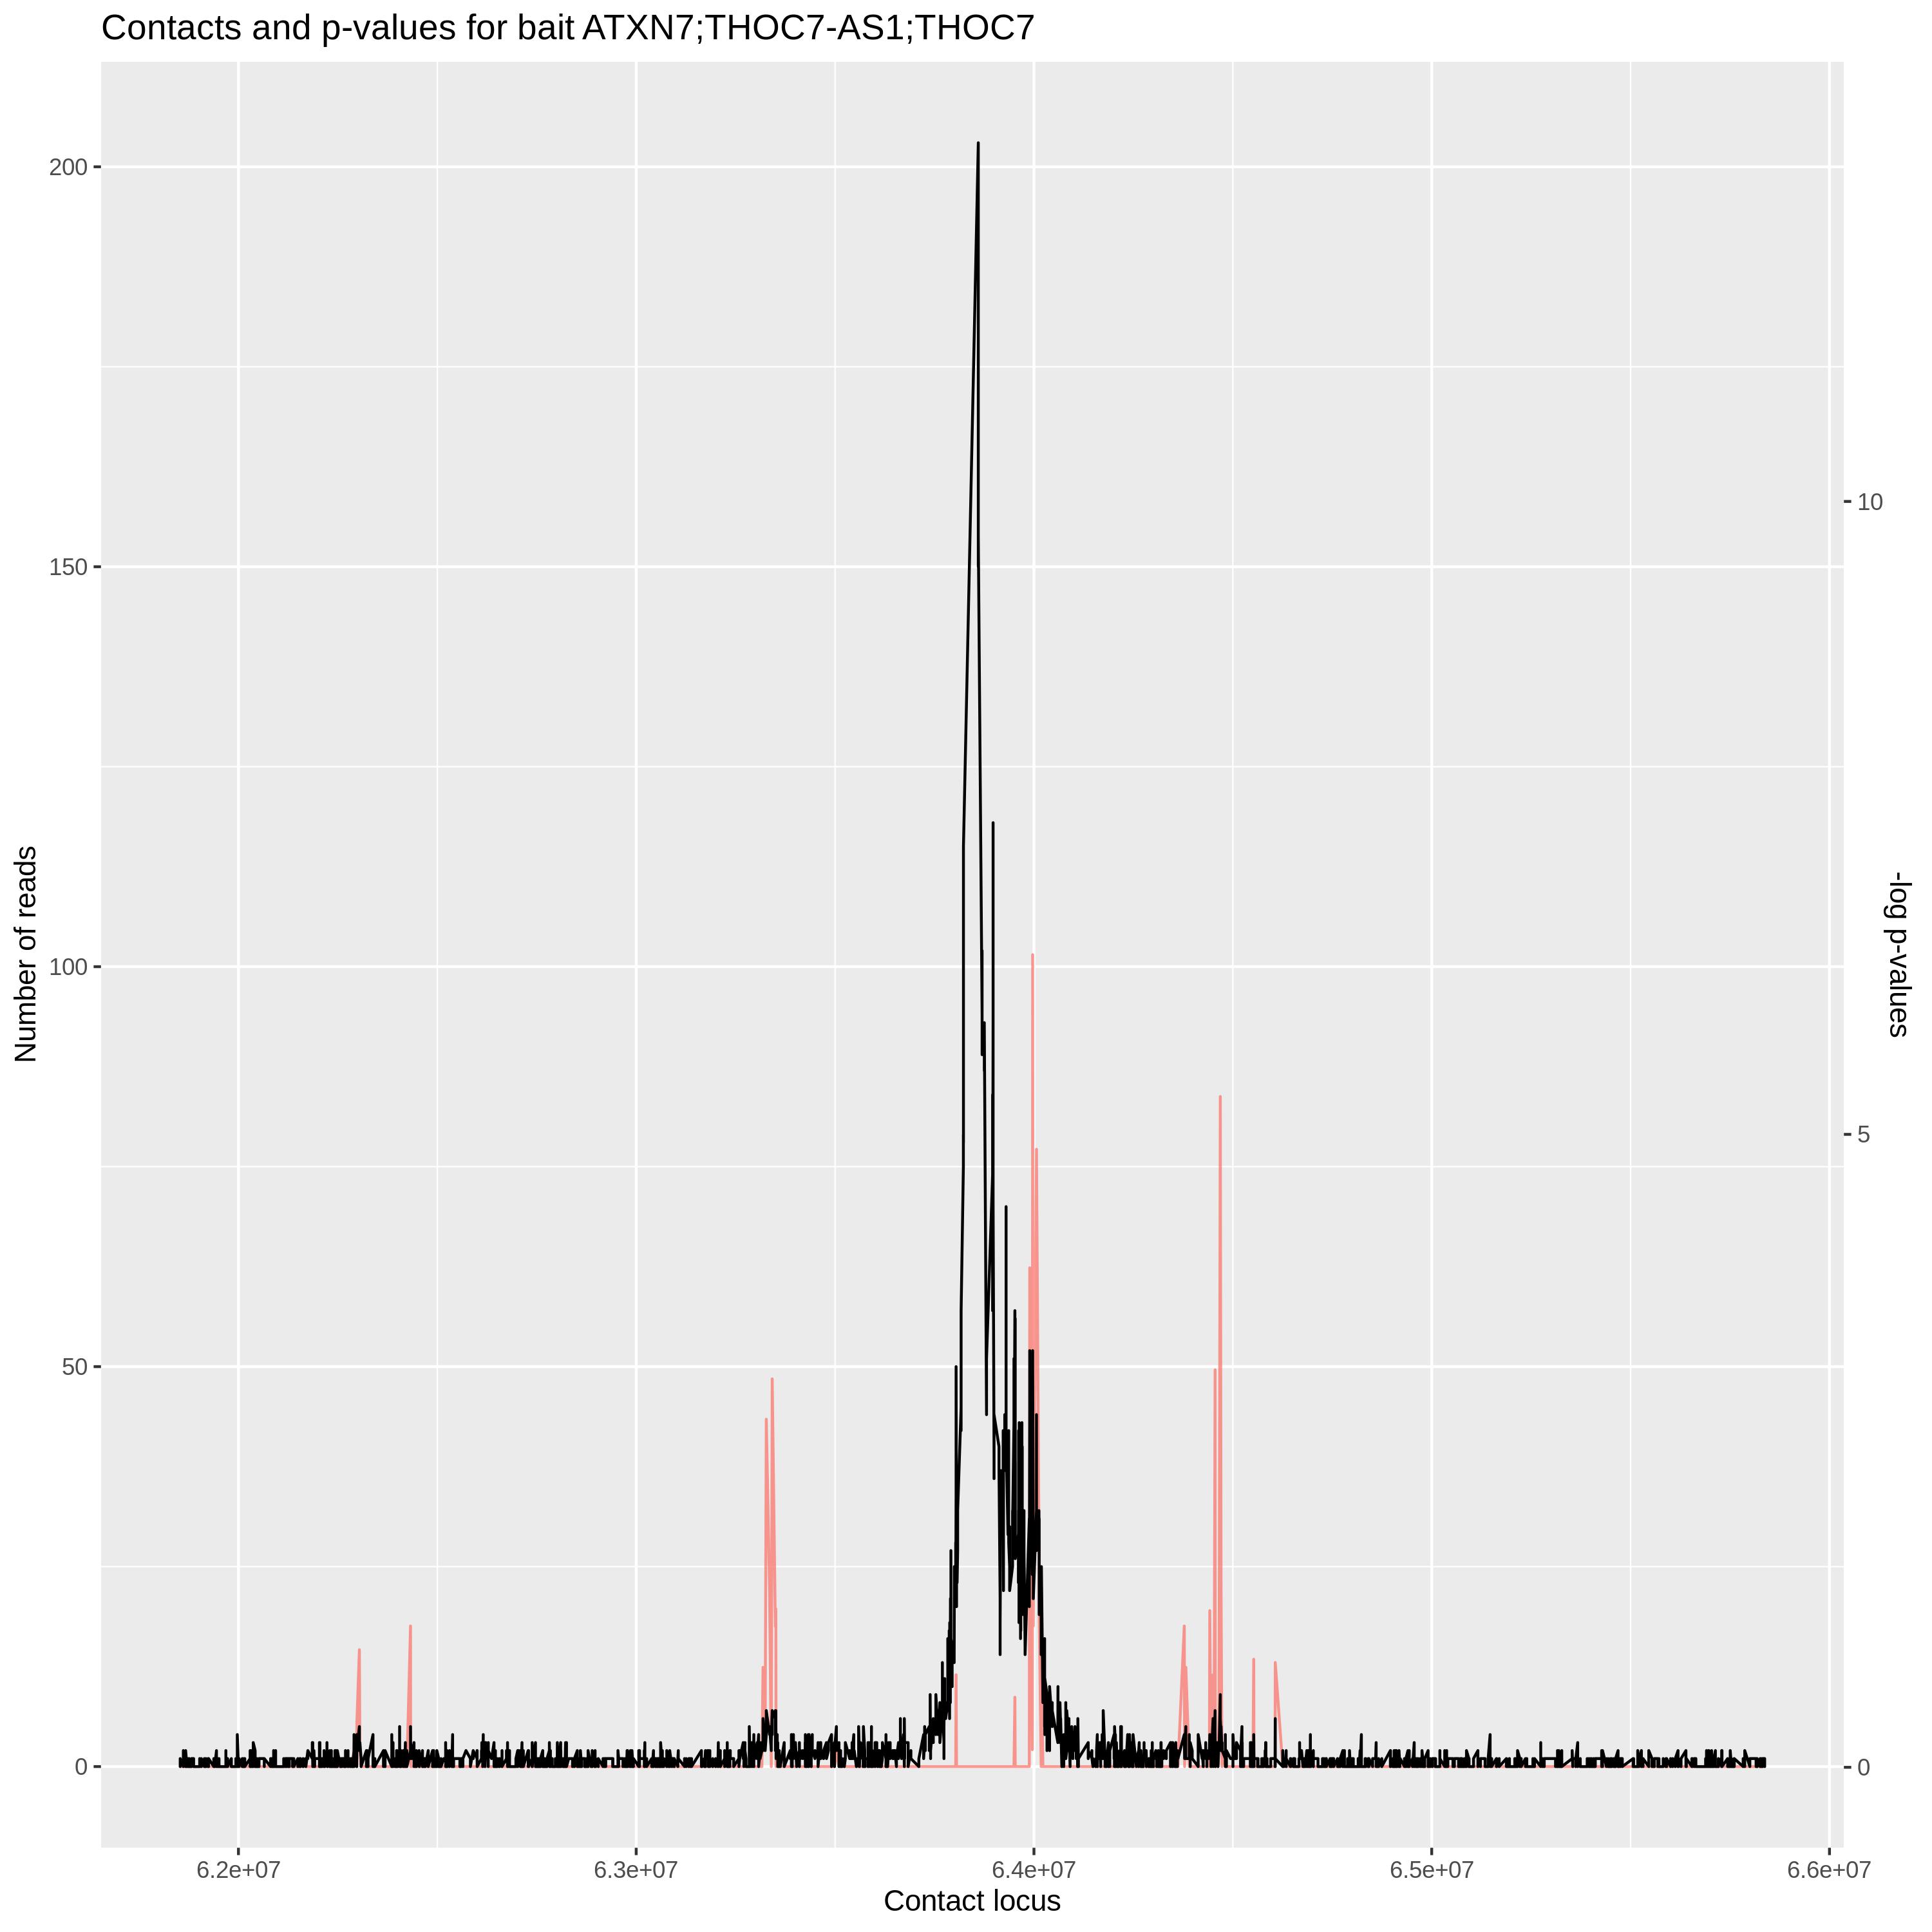 Contacts and p-values for bait ATXN7;THOC7-AS1;THOC7
200
150
100
50
0
Number of reads
10
5
0
-log p-values
6.2e+07
6.3e+07
6.4e+07
6.5e+07
6.6e+07
Contact locus